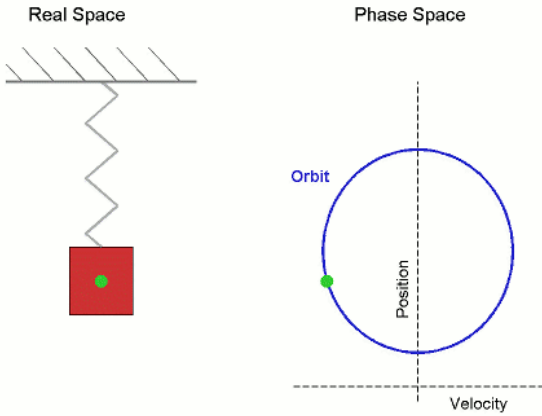 Real Space
Phase Space
Orbit
Position
Velocity